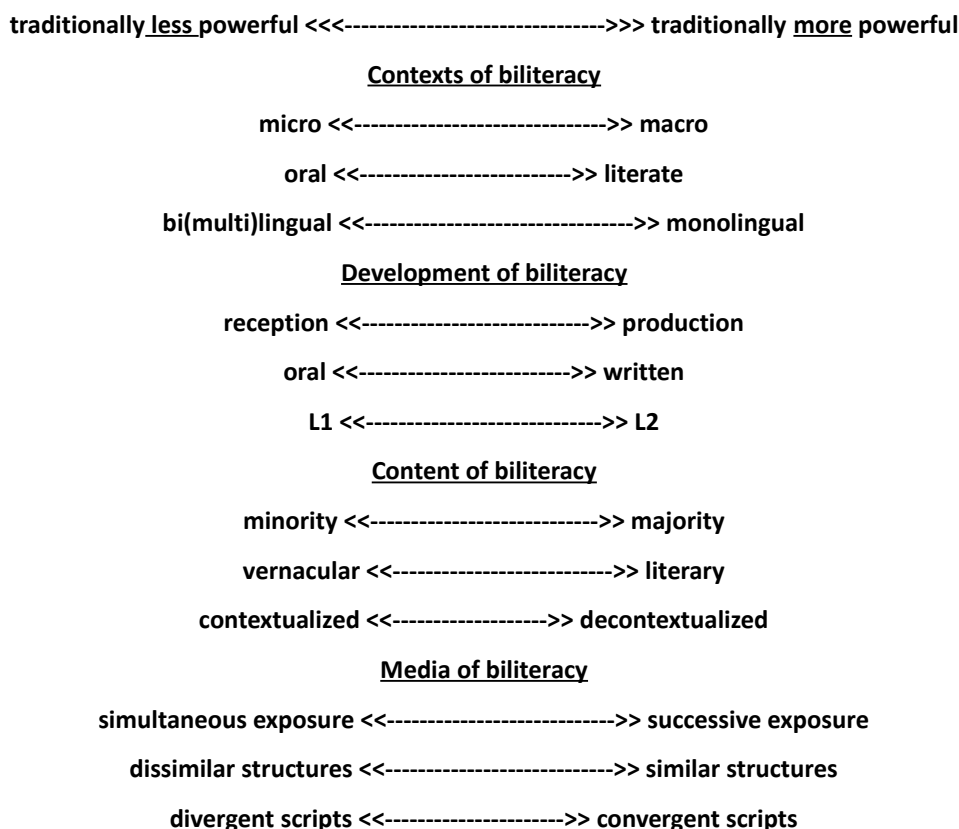 traditionally less powerful <<<-------------------------------->>> traditionally more powerful
Contexts of biliteracy
micro <<------------------------------->> macro
oral <<-------------------------->> literate
bi(multi)lingual <<--------------------------------->> monolingual
Development of biliteracy
reception <<---------------------------->> production
oral <<-------------------------->> written
L1 <<----------------------------->> L2
Content of biliteracy
minority <<---------------------------->> majority
vernacular <<--------------------------->> literary
contextualized <<------------------->> decontextualized
Media of biliteracy
simultaneous exposure <<---------------------------->> successive exposure
dissimilar structures <<---------------------------->> similar structures
divergent scripts <<---------------------->> convergent scripts